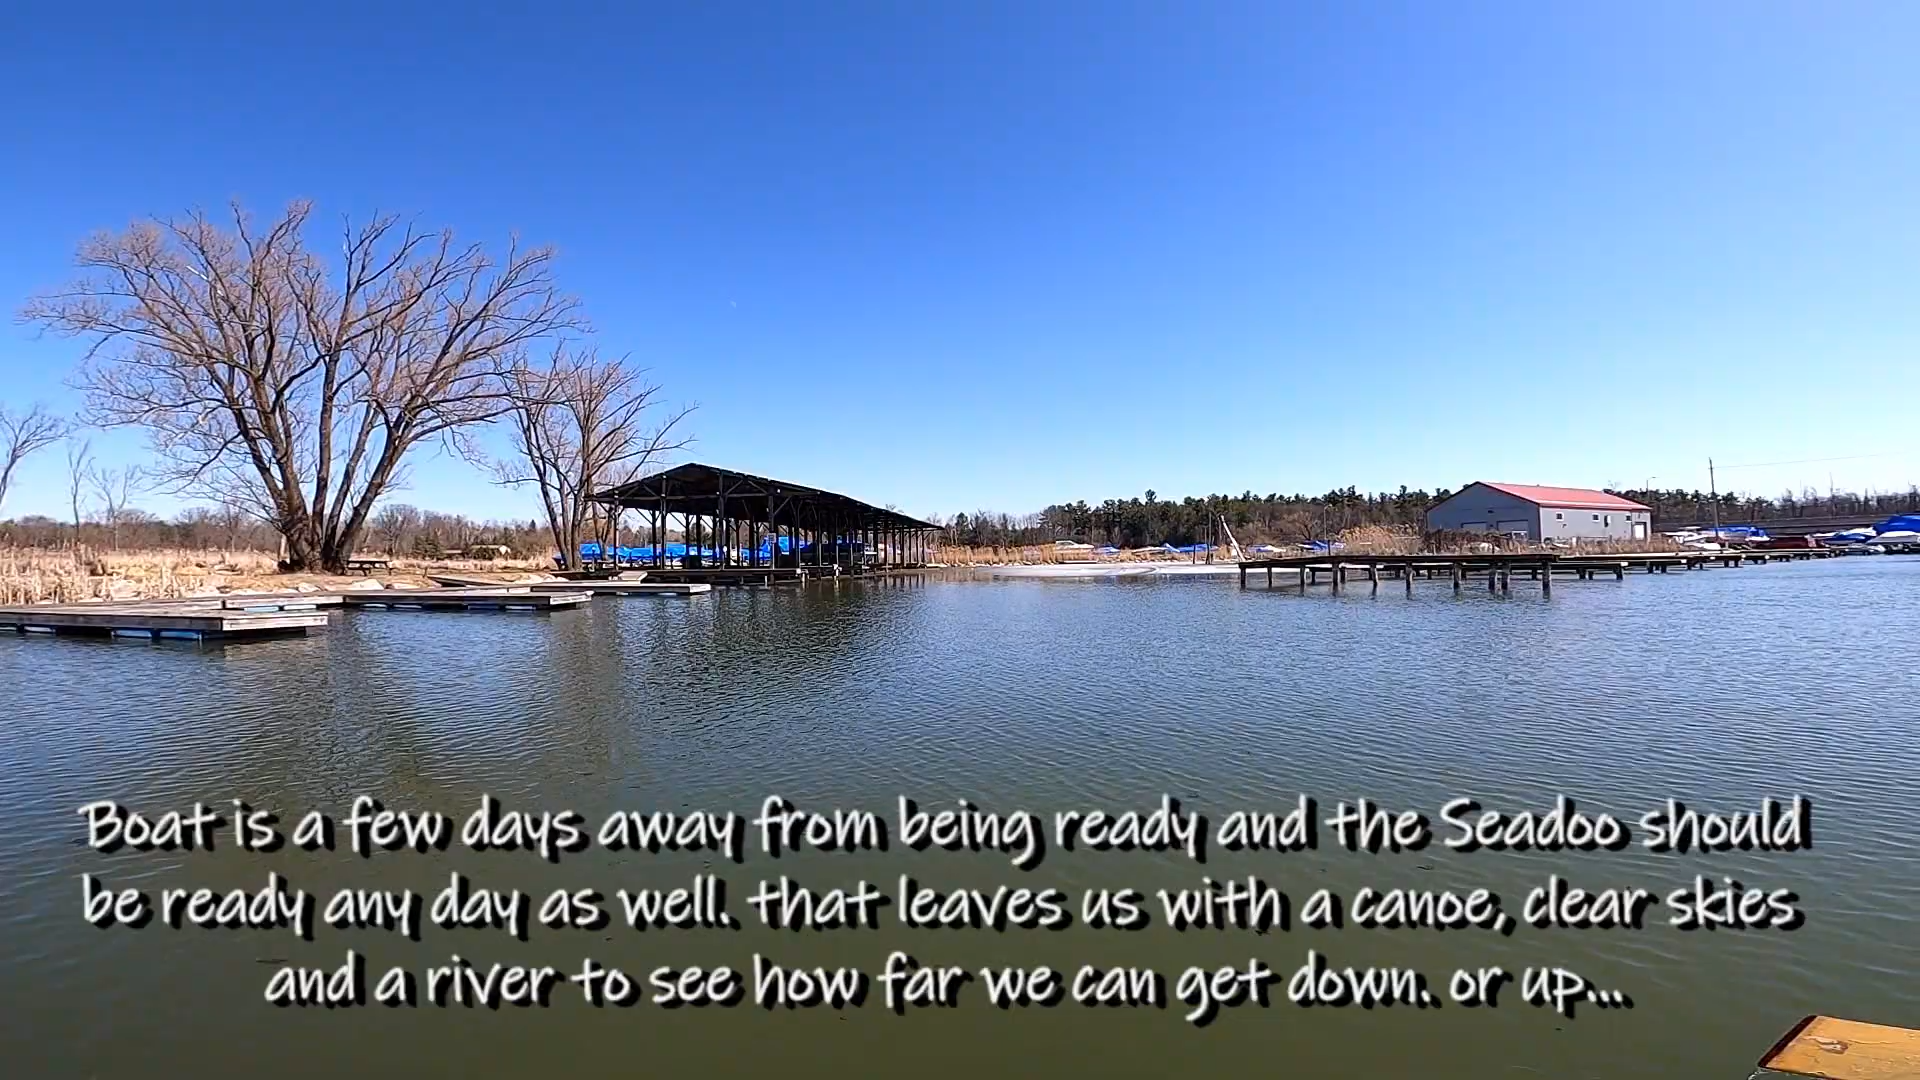 Boat is a few days away from being ready and the Seadoo should
be ready any day as well. that leaves us with a canoe, clear skies
and a river to see how far we can get down. or up...